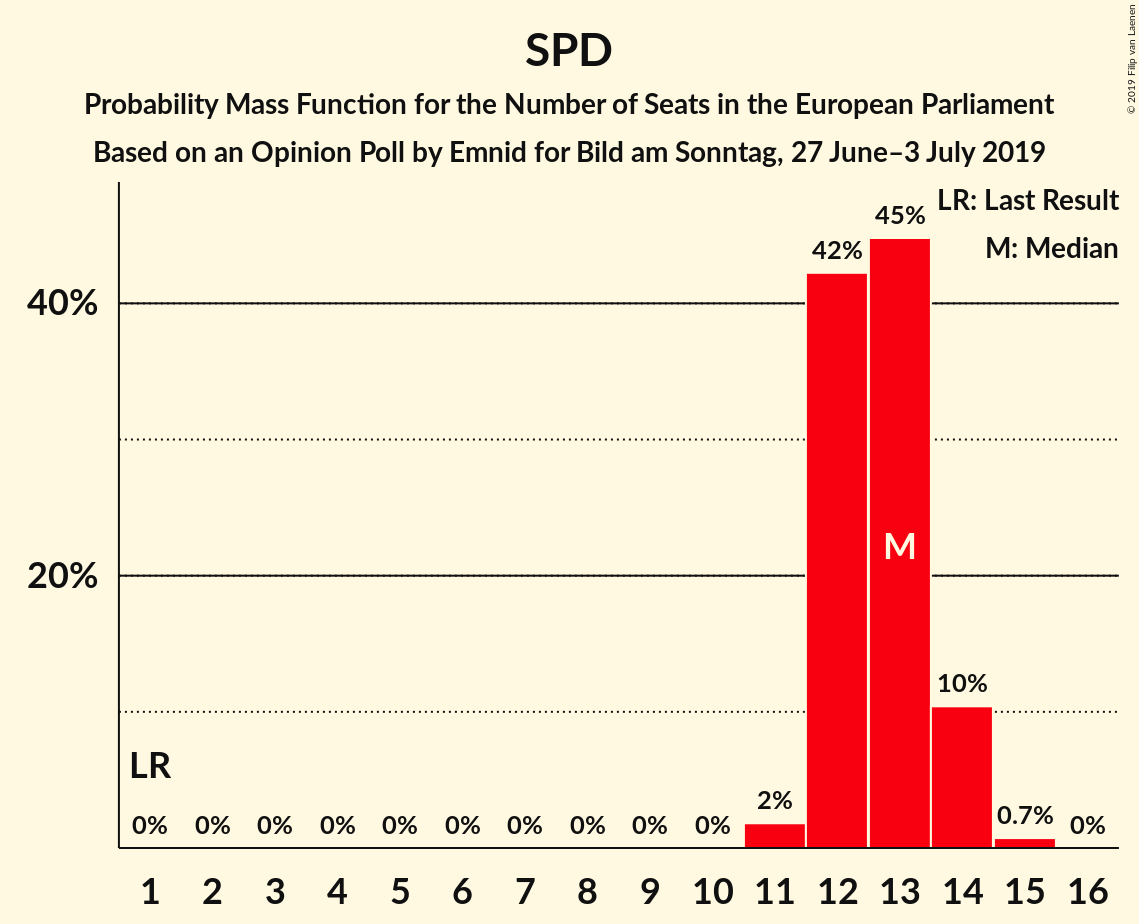 SPD
Probability Mass Function for the Number of Seats in the European Parliament
Based on an Opinion Poll by Emnid for Bild am Sonntag, 27 June–3 July 2019
© 2019 Filip van Laenen
LR: Last Result
M: Median
40%
20%
LR
0% 0% 0% 0% 0% 0% 0% 0% 0% 0% 2% 42% 45% 10% 0.7% 0%
M
1 2 3 4 5 6 7 8 9 10 11 12 13 14 15 16